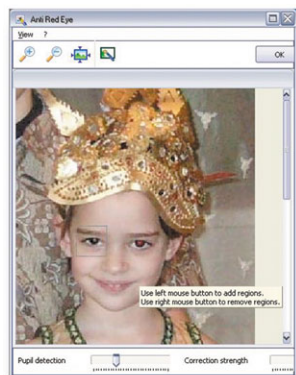 Anti Red Eye
View ?
OK
Use left mouse button to add regions.
Use right mouse button to remove regions.
Pupil detection Correction strength